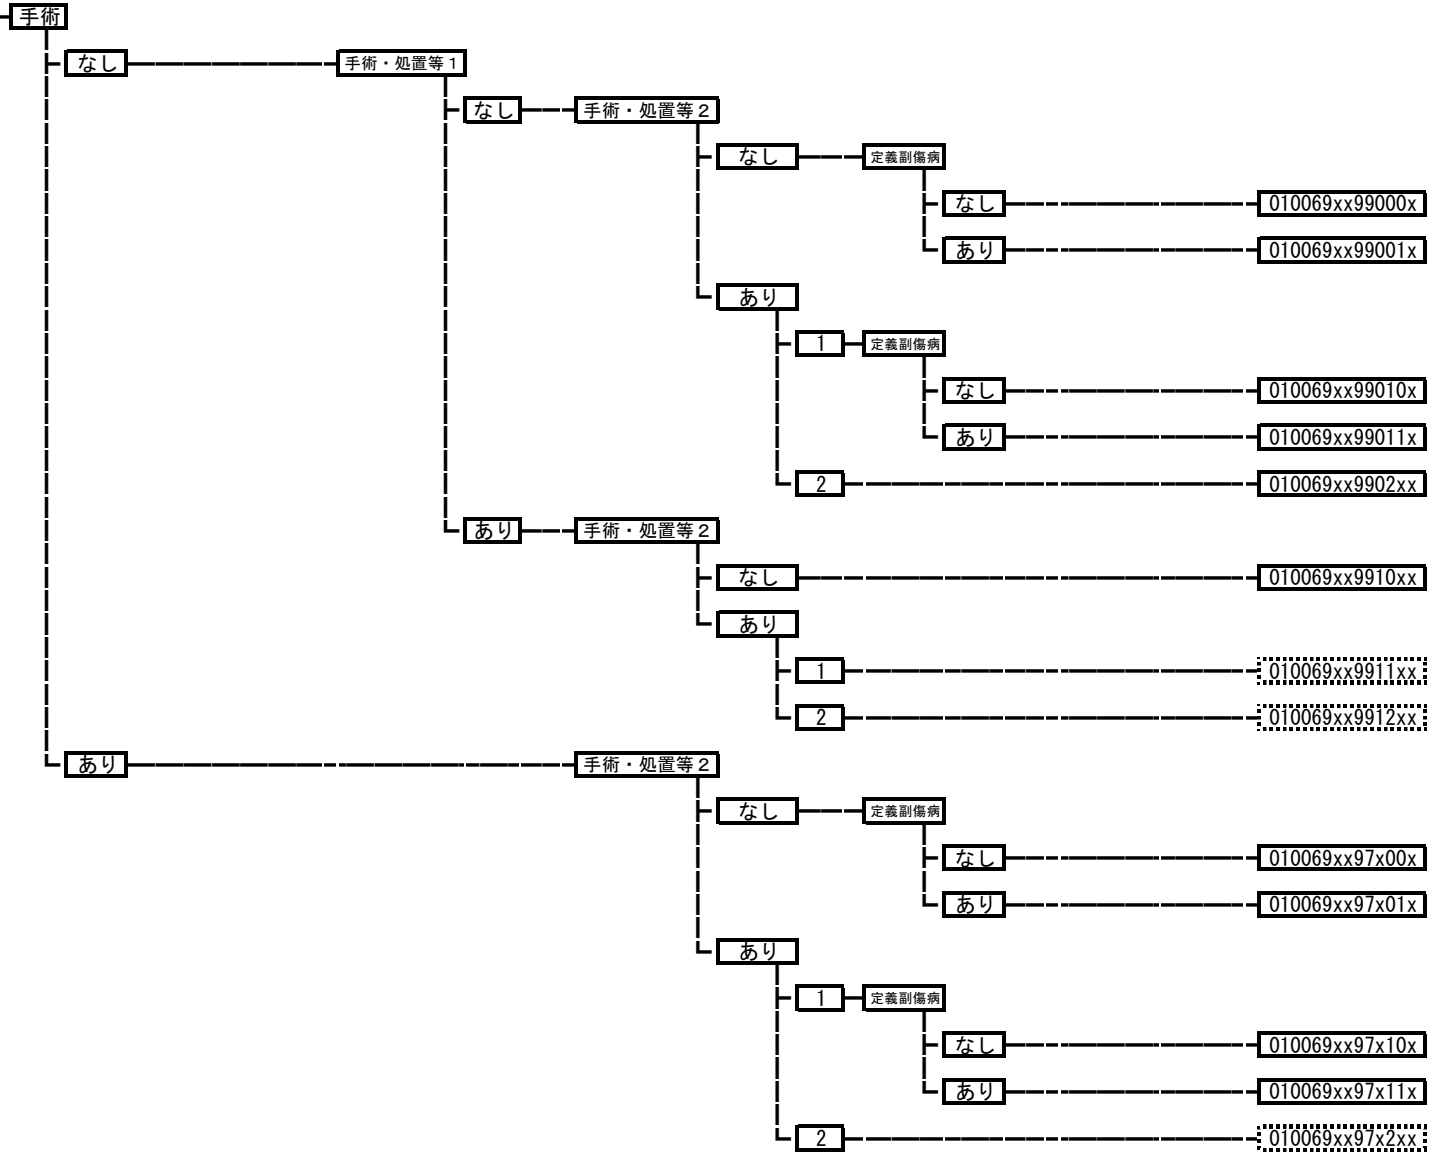 手術
なし 手術・処置等１
なし 手術・処置等２
なし 定義副傷病
なし 010069xx99000x
あり 010069xx99001x
あり
1 定義副傷病
なし 010069xx99010x
あり 010069xx99011x
2 010069xx9902xx
あり 手術・処置等２
なし 010069xx9910xx
あり
1 010069xx9911xx
2 010069xx9912xx
あり 手術・処置等２
なし 定義副傷病
なし 010069xx97x00x
あり 010069xx97x01x
あり
1 定義副傷病
なし 010069xx97x10x
あり 010069xx97x11x
2 010069xx97x2xx